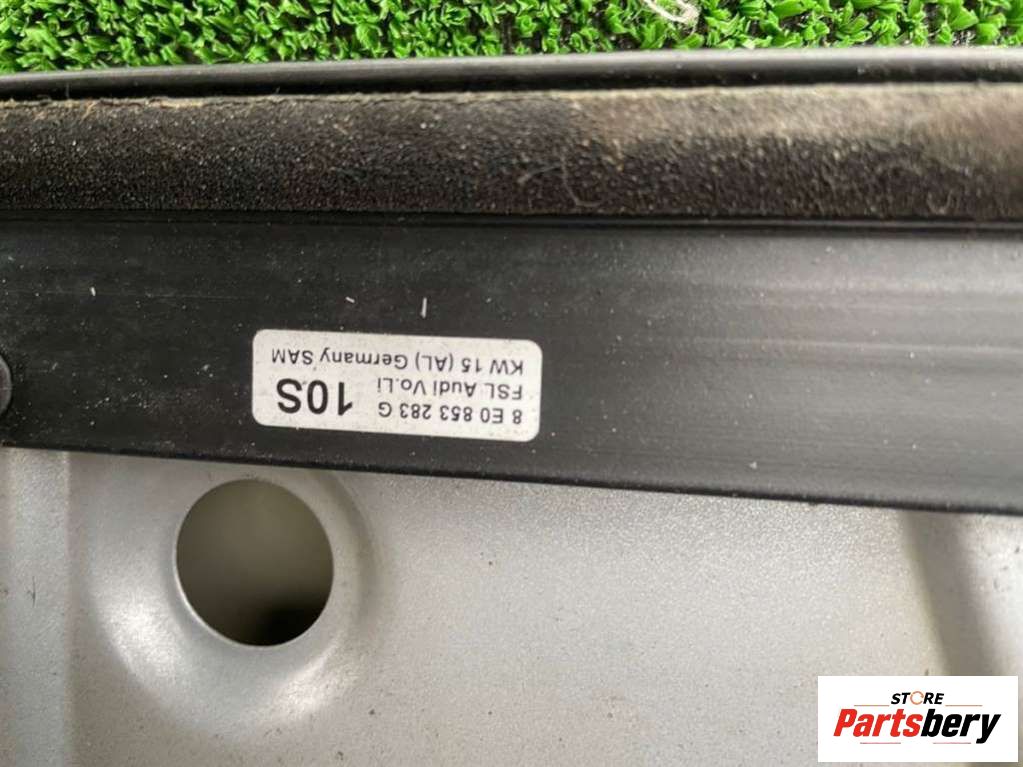 8 E0 853 283 G
FSL Audi Vo.Li 10S
KW 15 (AL) Germany SAM
STORE
Partsbery